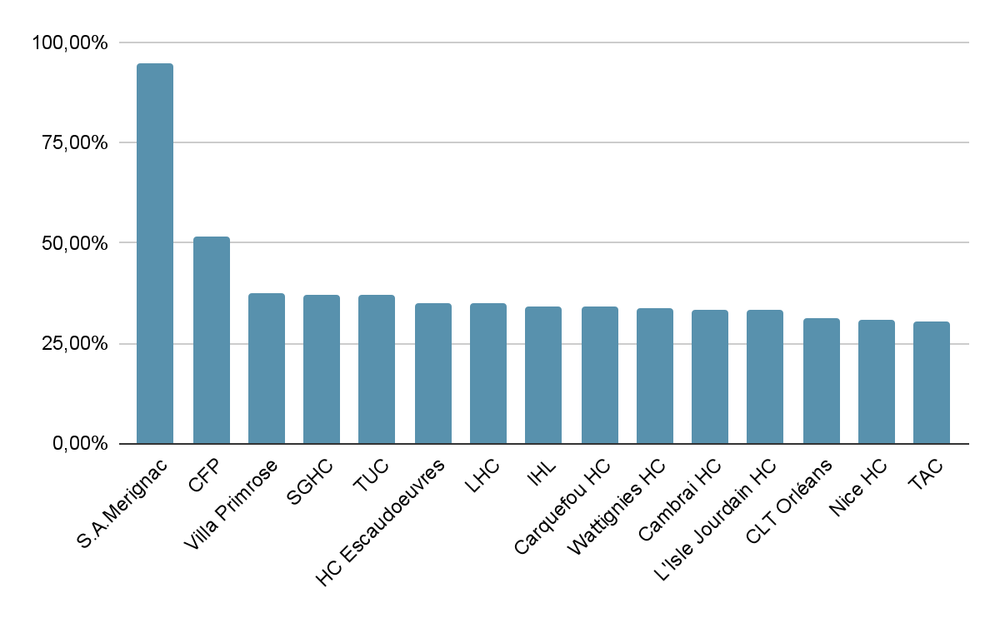 100,00%
75,00%
50,00%
25,00%
0,00%
S.A.Merignac
CFP
Villa Primrose
SGHC
TUC
HC Escaudoeuvres
LHC
IHL
Carquefou HC
Wattignies HC
Cambrai HC
L'Isle Jourdain HC
CLT Orléans
Nice HC
TAC